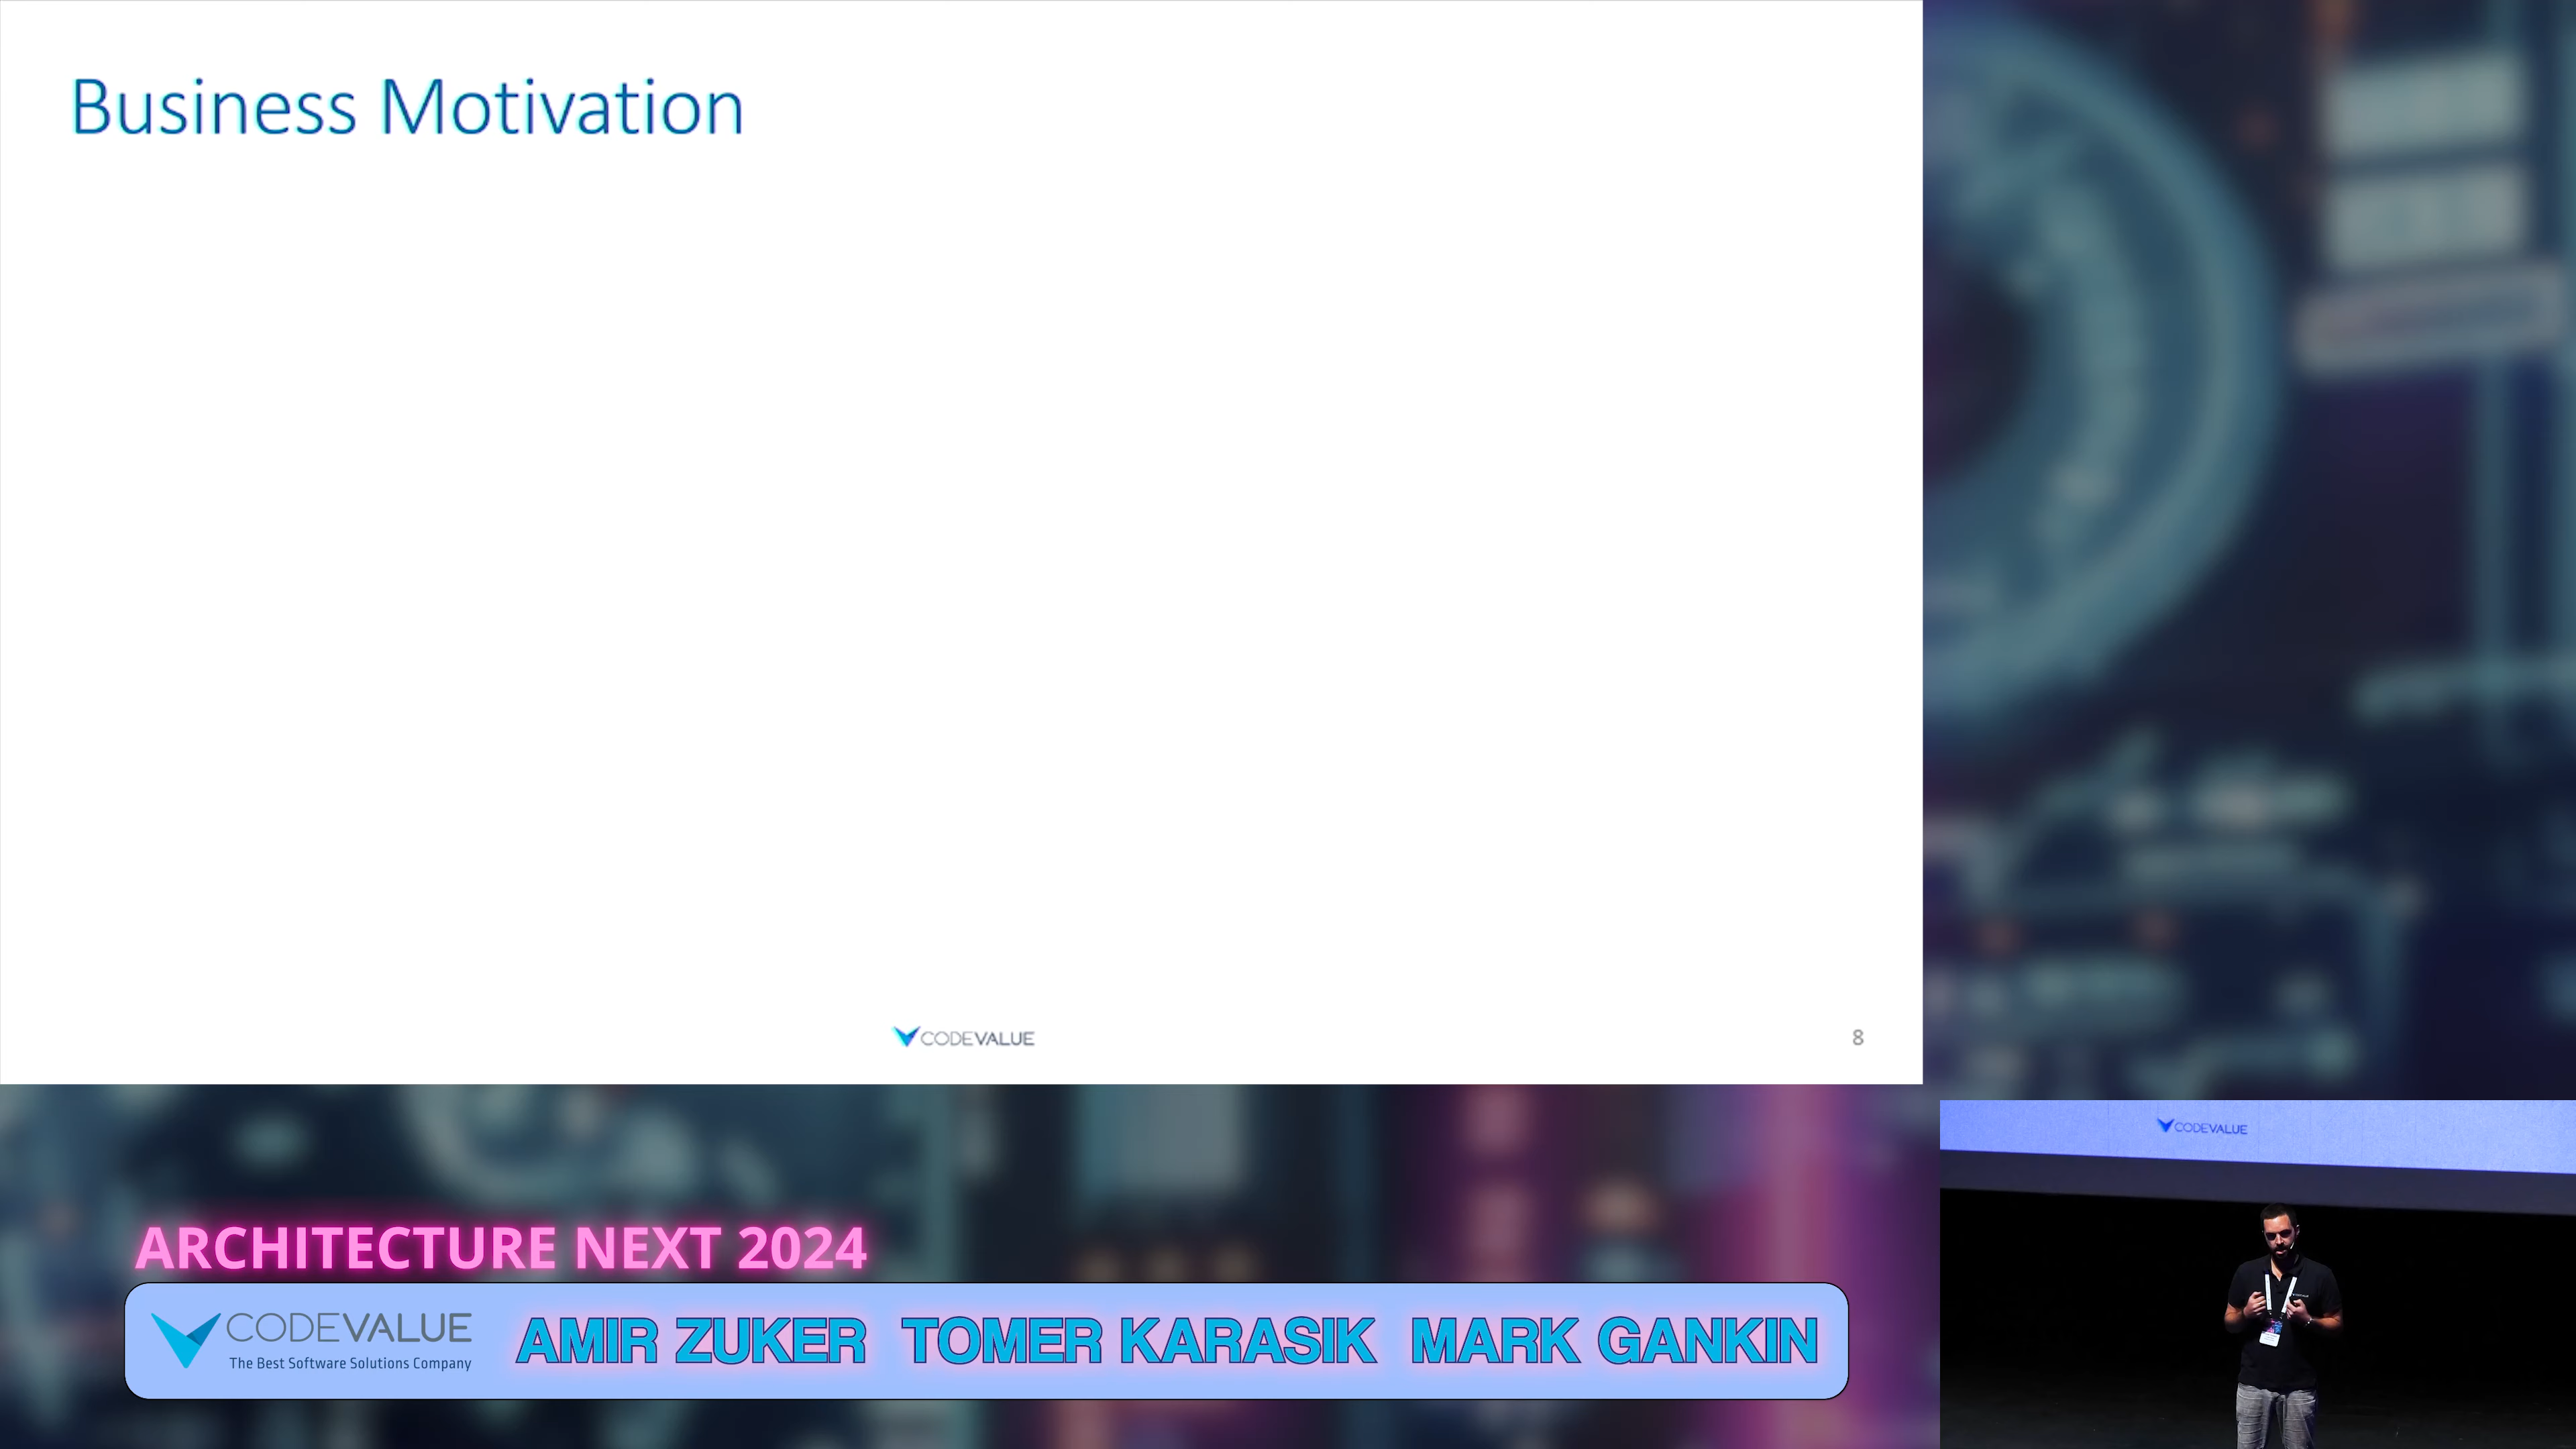 Business Motivation
CODEVALUE
8
CODEVALUE
ARCHITECTURE NEXT 2024
CODEVALUE
The Best Software Solutions Company
AMIR ZUKER TOMER KARASIK MARK GANKIN